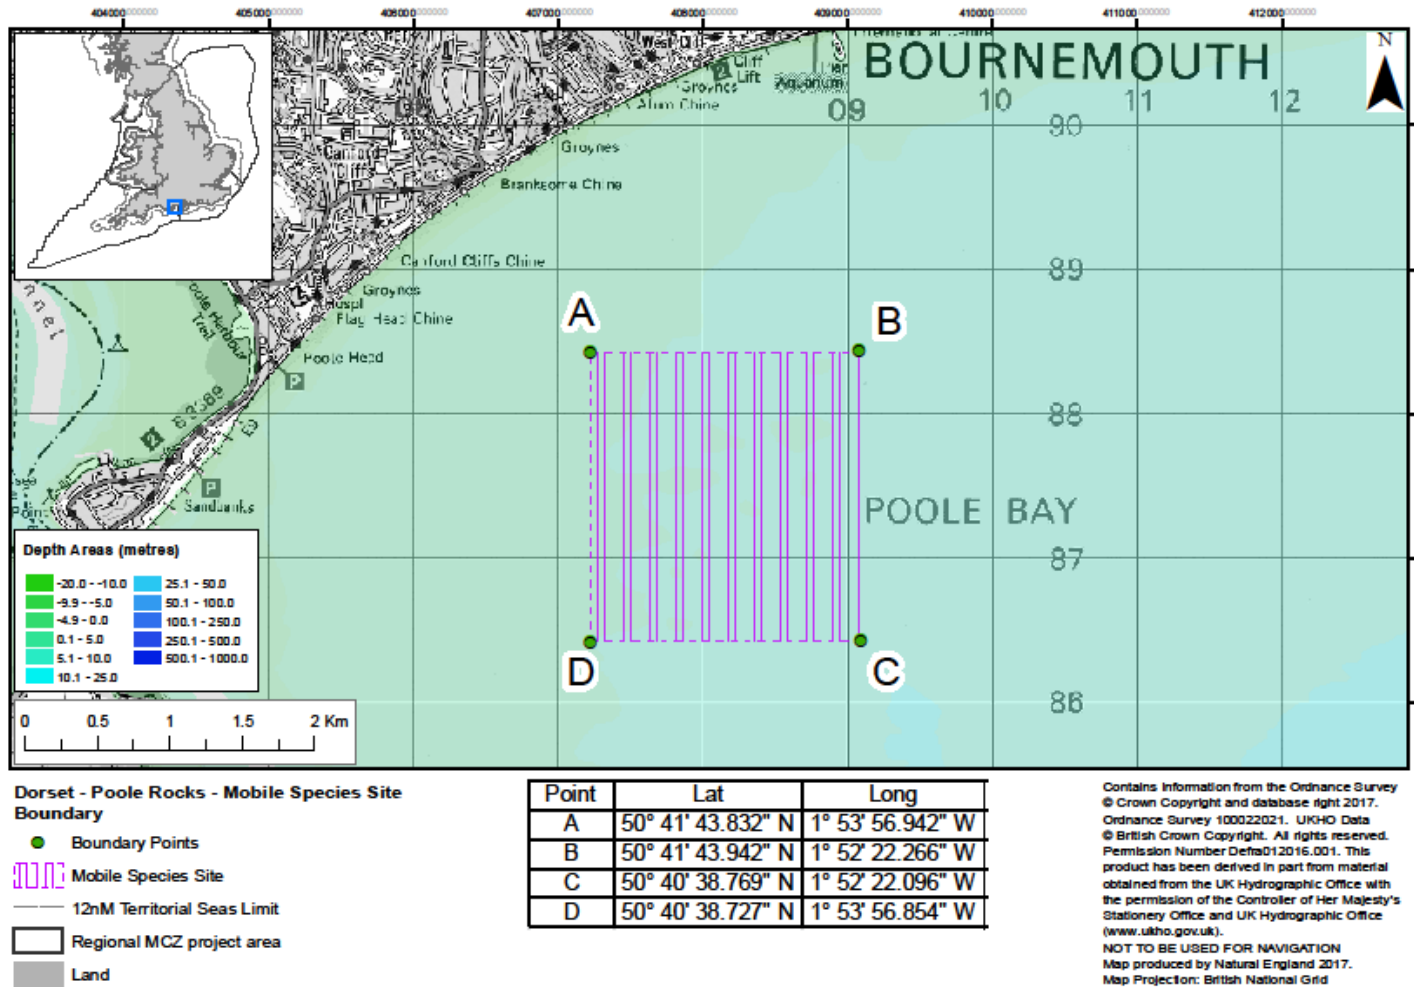 404000 405000 406000 407000 408000 409000 410000 411000 412000
BOURNEMOUTH
N
West Cliff
Cliff
Lift
Groynes
Aquarium
Alum Chine
09 10 11 12
90
Groynes
Canford
Cliffs
Branksome Chine
Canford Cliffs Chine
89
Groynes
Hospl
Flag Head Chine
Poole Harbour
Trail
A
B
Poole Head
P
B3369
88
2
P
Sandbanks
Point
POOLE BAY
87
D
C
86
Depth Areas (metres)
-20.0 - -10.0 25.1 - 50.0
-9.9 - -5.0 50.1 - 100.0
-4.9 - 0.0 100.1 - 250.0
0.1 - 5.0 250.1 - 500.0
5.1 - 10.0 500.1 - 1000.0
10.1 - 25.0
0 0.5 1 1.5 2 Km
Dorset - Poole Rocks - Mobile Species Site
Boundary
Boundary Points
Mobile Species Site
12nM Territorial Seas Limit
Regional MCZ project area
Land
Point Lat Long
A 50° 41' 43.832" N 1° 53' 56.942" W
B 50° 41' 43.942" N 1° 52' 22.266" W
C 50° 40' 38.769" N 1° 52' 22.096" W
D 50° 40' 38.727" N 1° 53' 56.854" W
Contains Information from the Ordnance Survey
© Crown Copyright and database right 2017.
Ordnance Survey 100022021. UKHO Data
© British Crown Copyright. All rights reserved.
Permission Number Defra012016.001. This
product has been derived in part from material
obtained from the UK Hydrographic Office with
the permission of the Controller of Her Majesty's
Stationery Office and UK Hydrographic Office
(www.ukho.gov.uk).
NOT TO BE USED FOR NAVIGATION
Map produced by Natural England 2017.
Map Projection: British National Grid